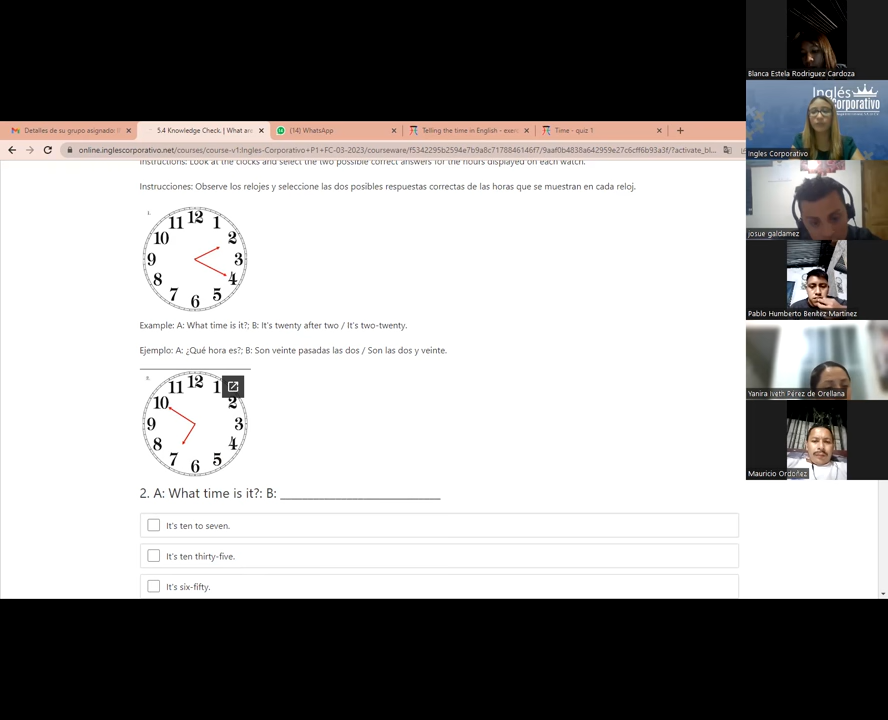 Detalles de su grupo asignado: I
5.4 Knowledge Check. | What are
(14) WhatsApp
Telling the time in English - exer
Time - quiz 1
online.inglescorporativo.net/courses/course-v1:Ingles-Corporativo+P1+FC-03-2023/courseware/f5342295b2594e7b9a8c7178846146f7/9aaf0b4838a642959e27c6cff6b93a3f/?activate_bl...
Instructions: Look at the clocks and select the two possible correct answers for the hours displayed on each watch.
Instrucciones: Observe los relojes y seleccione las dos posibles respuestas correctas de las horas que se muestran en cada reloj.
1.
12 1 2 3 4 5 6 7 8 9 10 11
Example: A: What time is it?; B: It's twenty after two / It's two-twenty.
Ejemplo: A: ¿Qué hora es?; B: Son veinte pasadas las dos / Son las dos y veinte.
2.
12 1 2 3 4 5 6 7 8 9 10 11
2. A: What time is it?: B: ________________________
It's ten to seven.
It's ten thirty-five.
It's six-fifty.
Blanca Estela Rodriguez Cardoza
Inglés
Corporativo
Ingles Corporativo
josue galdamez
Pablo Humberto Benítez Martínez
Yanira Iveth Pérez de Orellana
Mauricio Ordoñez